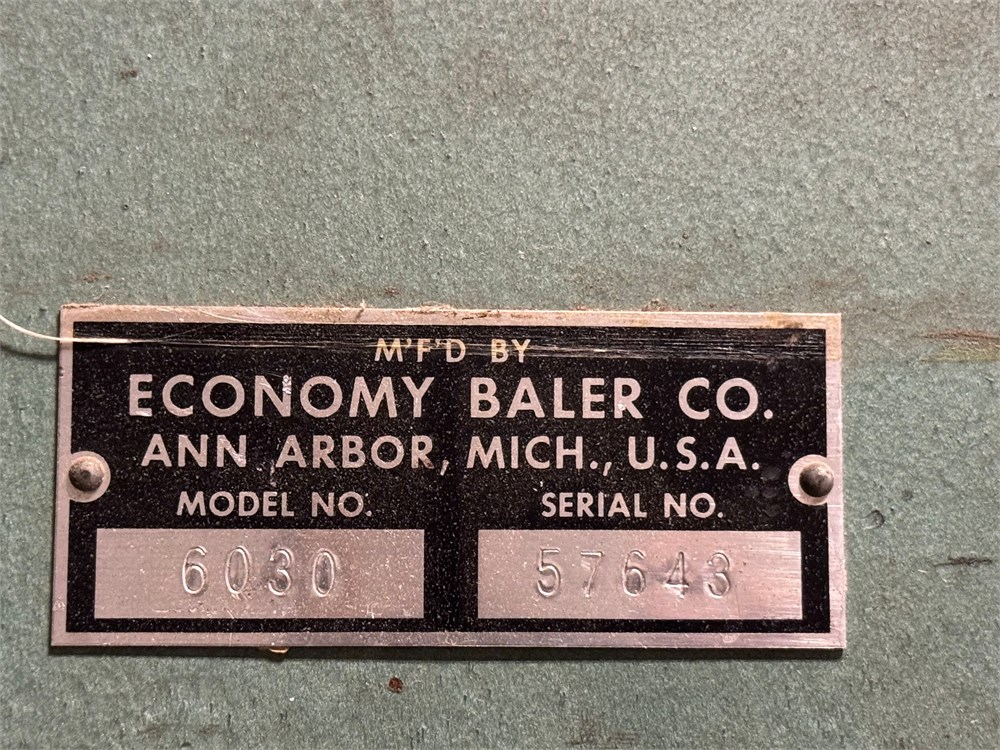 M'F'D BY
ECONOMY BALER CO.
ANN ARBOR, MICH., U.S.A.
MODEL NO. SERIAL NO.
6030 57643